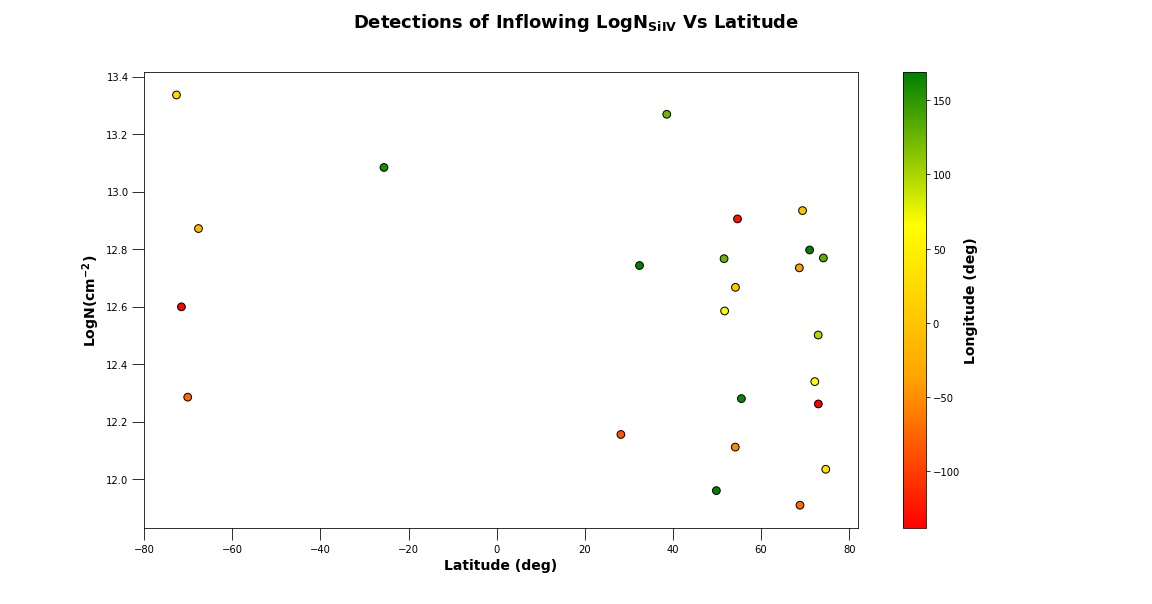 Detections of Inflowing LogN_SiIV Vs Latitude
13.4
13.2
13.0
12.8
12.6
12.4
12.2
12.0
LogN(cm⁻²)
−80 −60 −40 −20 0 20 40 60 80
Latitude (deg)
150
100
50
0
−50
−100
Longitude (deg)